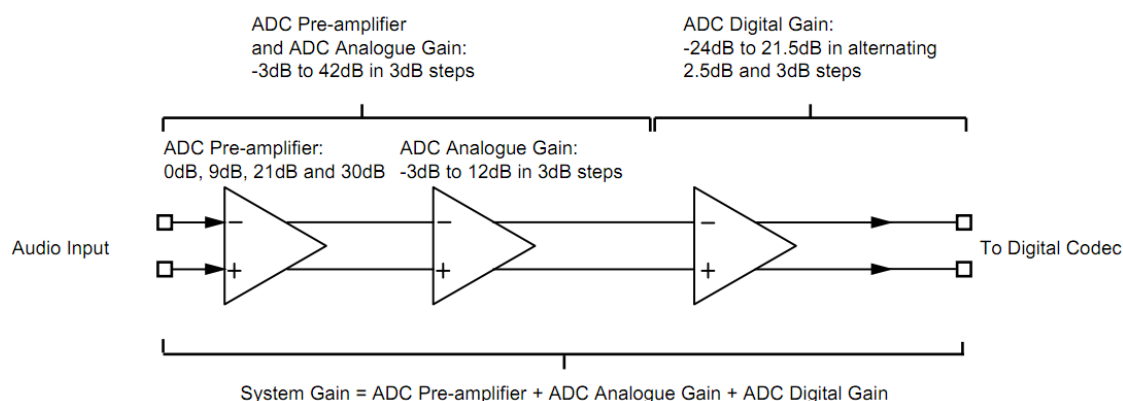 ADC Pre-amplifier
and ADC Analogue Gain:
-3dB to 42dB in 3dB steps
ADC Digital Gain:
-24dB to 21.5dB in alternating
2.5dB and 3dB steps
ADC Pre-amplifier:
0dB, 9dB, 21dB and 30dB
ADC Analogue Gain:
-3dB to 12dB in 3dB steps
Audio Input
− − −
+ + +
To Digital Codec
System Gain = ADC Pre-amplifier + ADC Analogue Gain + ADC Digital Gain